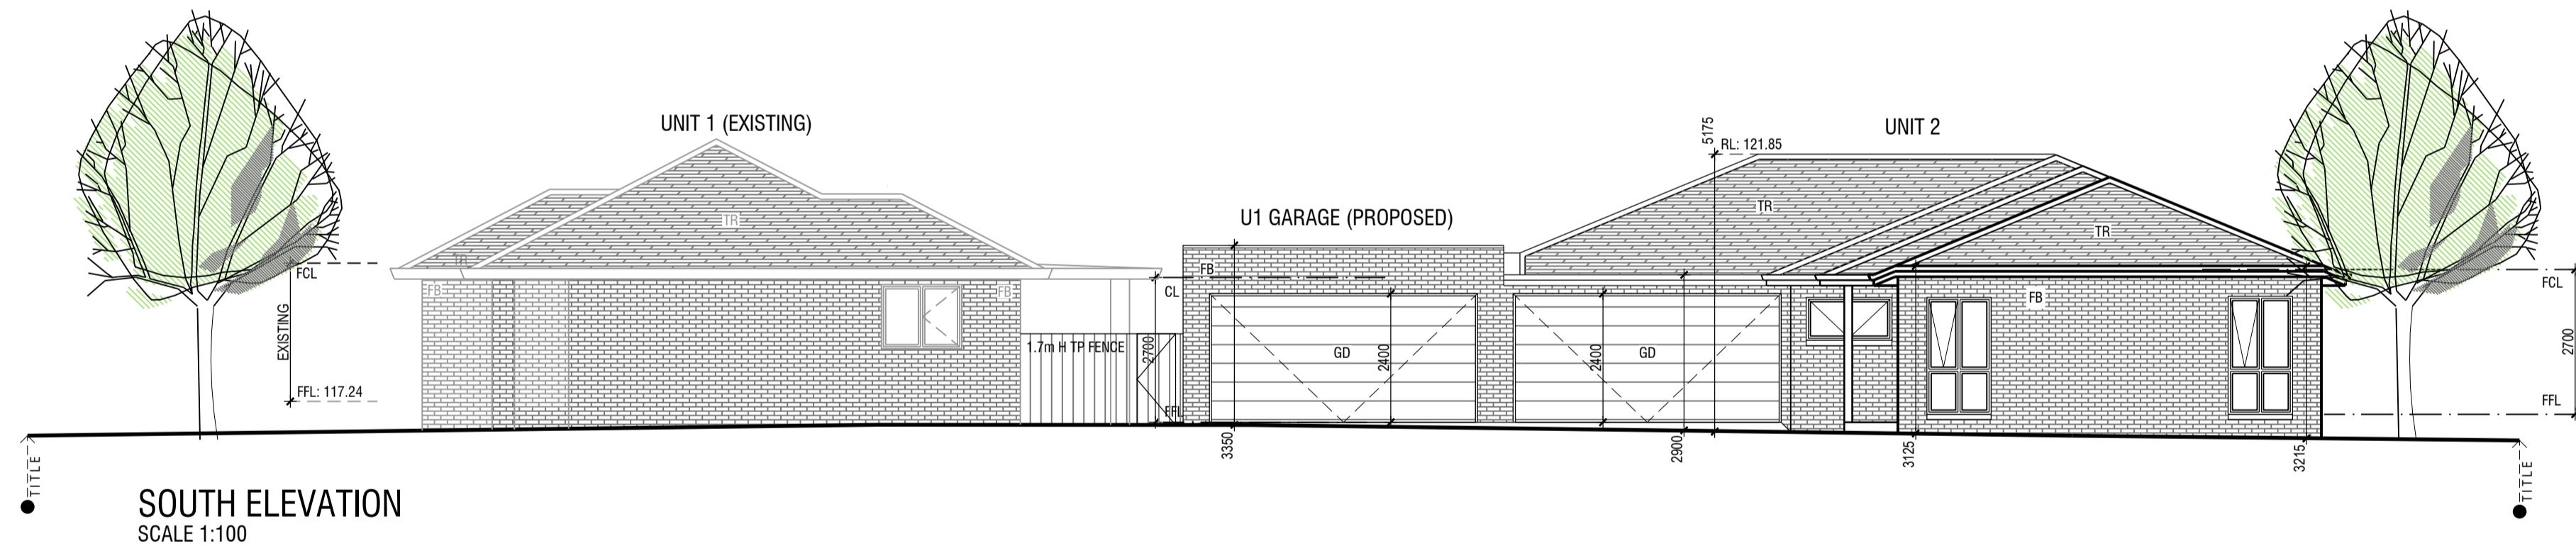 UNIT 1 (EXISTING)
UNIT 2
5175
RL: 121.85
U1 GARAGE (PROPOSED)
TR
TR
TR
TR
FCL
FB
FB
FB
FB
CL
FCL
EXISTING
1.7m H TP FENCE
2700
GD
2400
2400
GD
2700
FFL: 117.24
FFL
FFL
3350
2900
3125
3215
TITLE
TITLE
SOUTH ELEVATION
SCALE 1:100